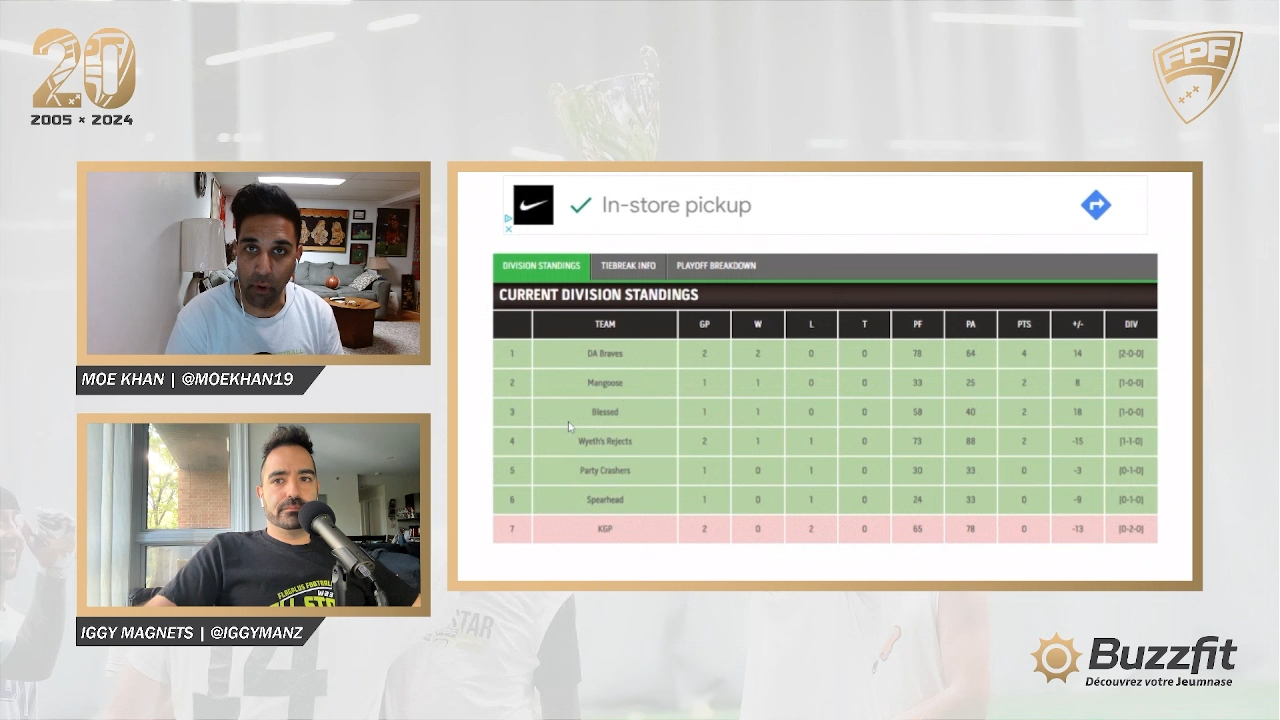 20
2005 × 2024
FPF
MOE KHAN | @MOEKHAN19
IGGY MAGNETS | @IGGYMANZ
FLAGPLUS FOOTBALL
In-store pickup
DIVISION STANDINGS TIEBREAK INFO PLAYOFF BREAKDOWN
CURRENT DIVISION STANDINGS
TEAM GP W L T PF PA PTS +/- DIV
1 DA Braves 2 2 0 0 78 64 4 14 [2-0-0]
2 Mangoose 1 1 0 0 33 25 2 8 [1-0-0]
3 Blessed 1 1 0 0 58 40 2 18 [1-0-0]
4 Wyeth's Rejects 2 1 1 0 73 88 2 -15 [1-1-0]
5 Party Crashers 1 0 1 0 30 33 0 -3 [0-1-0]
6 Spearhead 1 0 1 0 24 33 0 -9 [0-1-0]
7 KGP 2 0 2 0 65 78 0 -13 [0-2-0]
STAR
14
Buzzfit
Découvrez votre Jeumnase